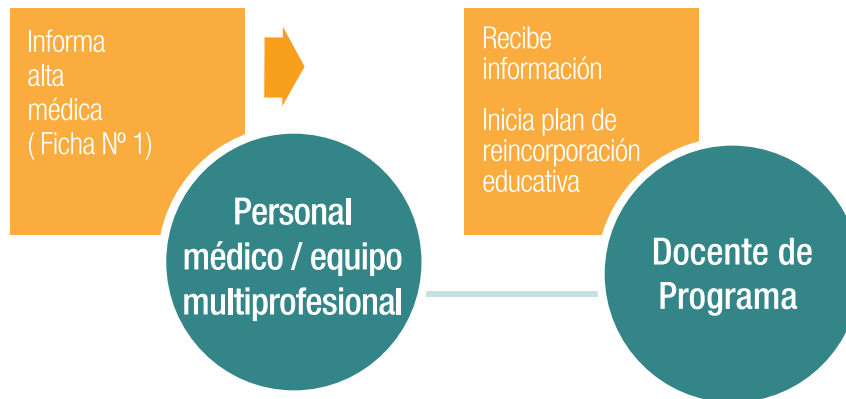 Informa
alta
médica
( Ficha Nº 1)
Personal
médico / equipo
multiprofesional
Recibe
información
Inicia plan de
reincorporación
educativa
Docente de
Programa